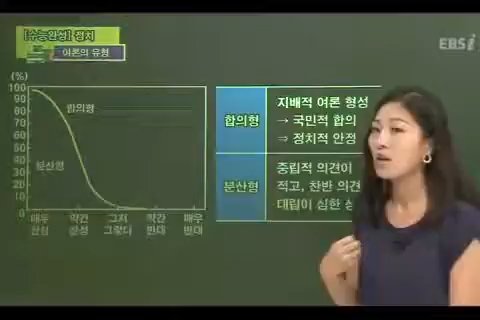 [수능완성] 정치
여론의 유형
EBSi
(%)
100
90
80
70
60
50
40
30
20
10
0
합의형
분산형
매우 찬성
약간 찬성
그저 그렇다
약간 반대
매우 반대
합의형
지배적 여론 형성
→ 국민적 합의
⇒ 정치적 안정
분산형
중립적 의견이
적고, 찬반 의견
대립이 심한 상